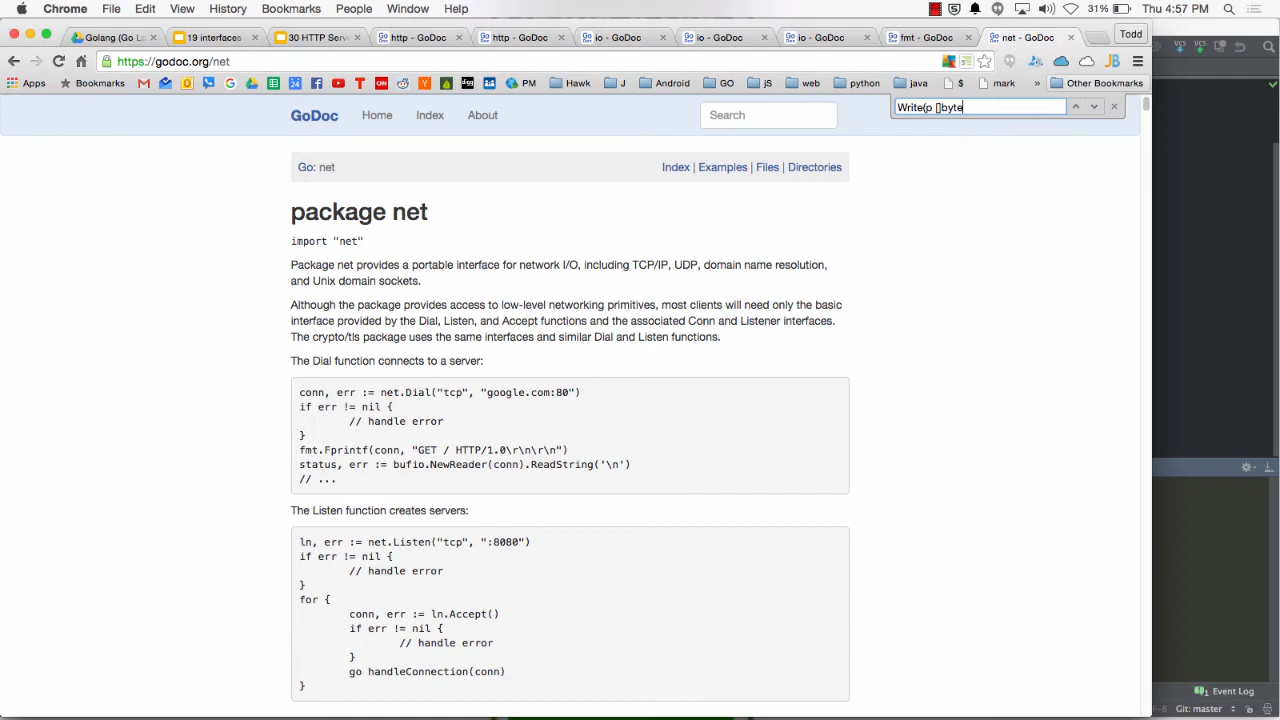 Chrome File Edit View History Bookmarks People Window Help 31% Thu 4:57 PM
Golang (Go La 19 interfaces 30 HTTP Serv http - GoDoc http - GoDoc io - GoDoc io - GoDoc io - GoDoc fmt - GoDoc net - GoDoc Todd
https://godoc.org/net
Apps Bookmarks PM Hawk J Android GO jS web python java $ mark » Other Bookmarks
Write(p []byte
GoDoc Home Index About Search
Go: net Index | Examples | Files | Directories
package net
import "net"
Package net provides a portable interface for network I/O, including TCP/IP, UDP, domain name resolution,
and Unix domain sockets.
Although the package provides access to low-level networking primitives, most clients will need only the basic
interface provided by the Dial, Listen, and Accept functions and the associated Conn and Listener interfaces.
The crypto/tls package uses the same interfaces and similar Dial and Listen functions.
The Dial function connects to a server:
conn, err := net.Dial("tcp", "google.com:80")
if err != nil {
// handle error
}
fmt.Fprintf(conn, "GET / HTTP/1.0\r\n\r\n")
status, err := bufio.NewReader(conn).ReadString('\n')
// ...
The Listen function creates servers:
ln, err := net.Listen("tcp", ":8080")
if err != nil {
// handle error
}
for {
conn, err := ln.Accept()
if err != nil {
// handle error
}
go handleConnection(conn)
}
Event Log
Git: master